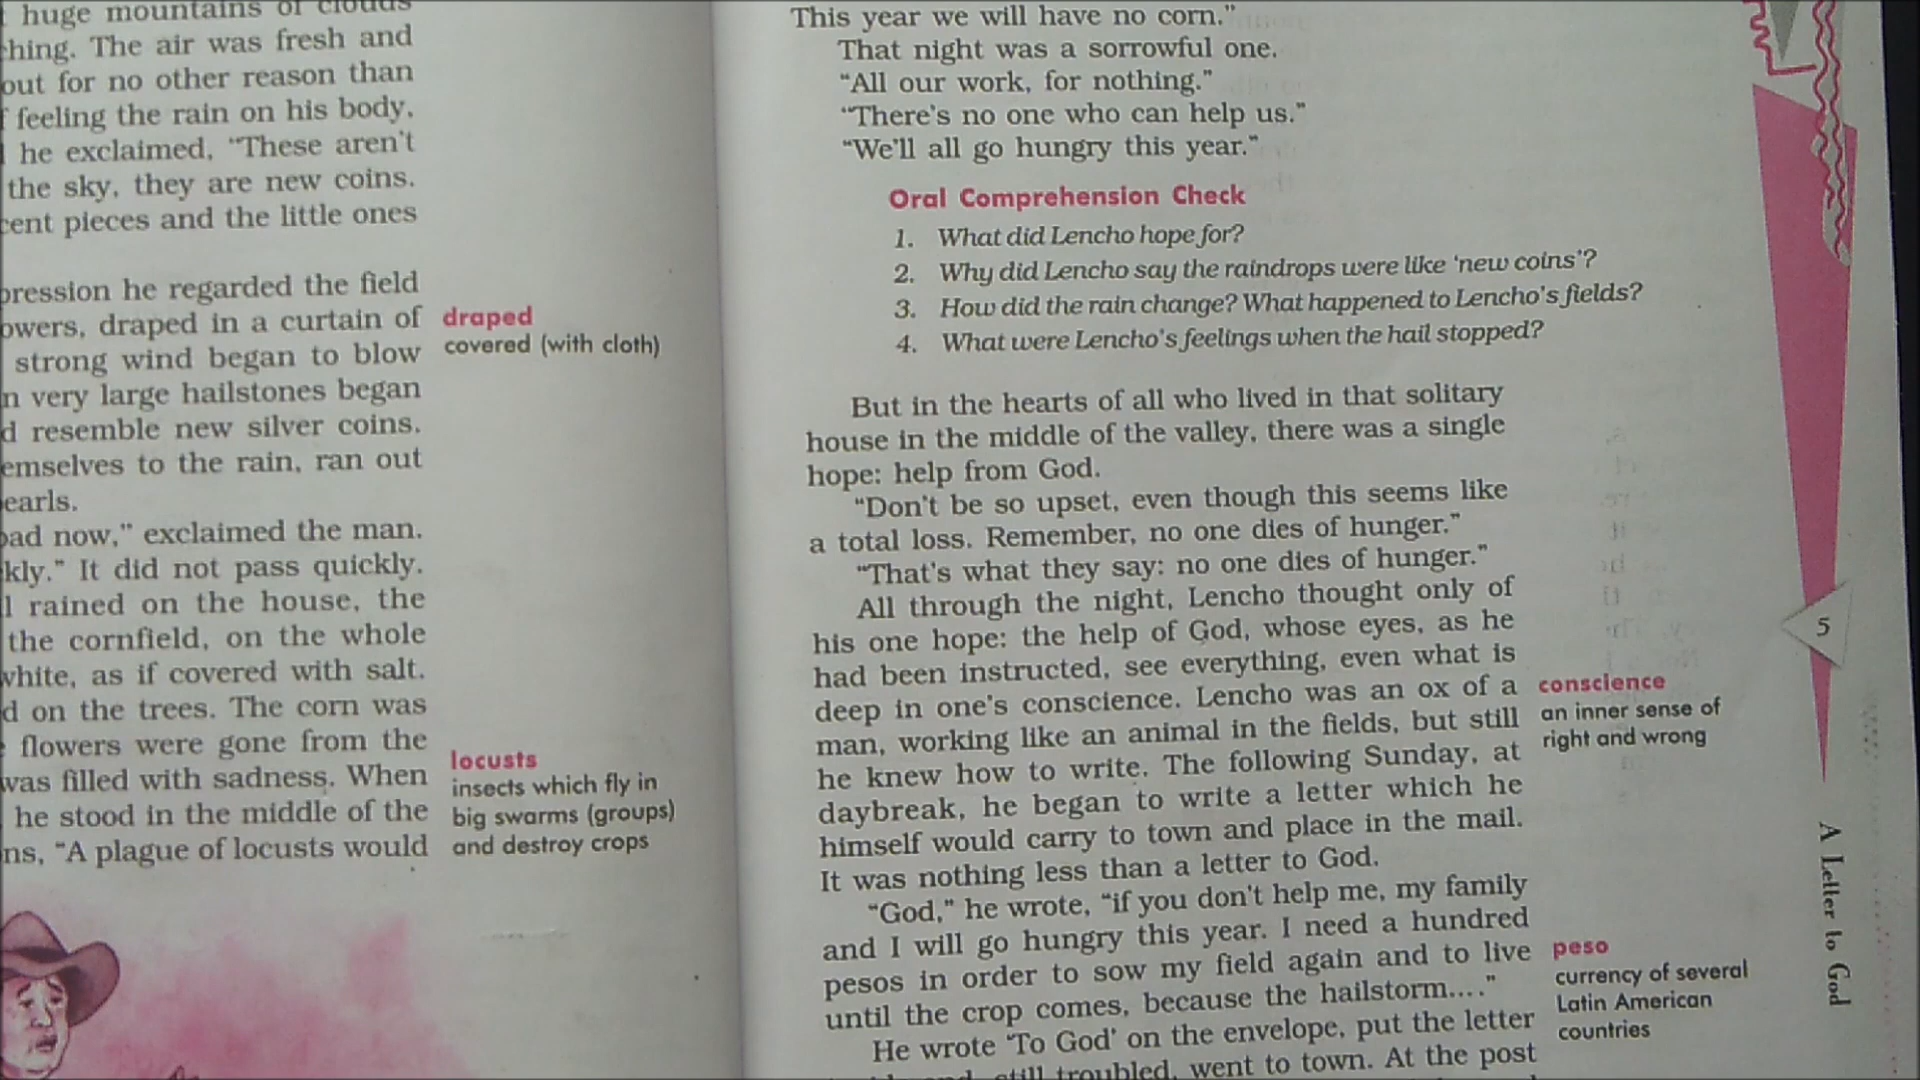 huge mountains of clouds
ching. The air was fresh and
out for no other reason than
feeling the rain on his body,
he exclaimed, “These aren't
the sky, they are new coins.
cent pieces and the little ones
pression he regarded the field
owers, draped in a curtain of
strong wind began to blow
n very large hailstones began
d resemble new silver coins.
emselves to the rain, ran out
earls.
bad now,” exclaimed the man.
kly.” It did not pass quickly.
l rained on the house, the
the cornfield, on the whole
white, as if covered with salt.
d on the trees. The corn was
flowers were gone from the
was filled with sadness. When
he stood in the middle of the
ns, “A plague of locusts would
draped
covered (with cloth)
locusts
insects which fly in
big swarms (groups)
and destroy crops
This year we will have no corn.”
That night was a sorrowful one.
“All our work, for nothing.”
“There's no one who can help us.”
“We'll all go hungry this year.”
Oral Comprehension Check
1. What did Lencho hope for?
2. Why did Lencho say the raindrops were like ‘new coins’?
3. How did the rain change? What happened to Lencho's fields?
4. What were Lencho's feelings when the hail stopped?
But in the hearts of all who lived in that solitary
house in the middle of the valley, there was a single
hope: help from God.
“Don't be so upset, even though this seems like
a total loss. Remember, no one dies of hunger.”
“That's what they say: no one dies of hunger.”
All through the night, Lencho thought only of
his one hope: the help of God, whose eyes, as he
had been instructed, see everything, even what is
deep in one's conscience. Lencho was an ox of a
man, working like an animal in the fields, but still
he knew how to write. The following Sunday, at
daybreak, he began to write a letter which he
himself would carry to town and place in the mail.
It was nothing less than a letter to God.
“God,” he wrote, “if you don't help me, my family
and I will go hungry this year. I need a hundred
pesos in order to sow my field again and to live
until the crop comes, because the hailstorm....”
He wrote ‘To God’ on the envelope, put the letter
still troubled, went to town. At the post
conscience
an inner sense of
right and wrong
peso
currency of several
Latin American
countries
5
A Letter to God